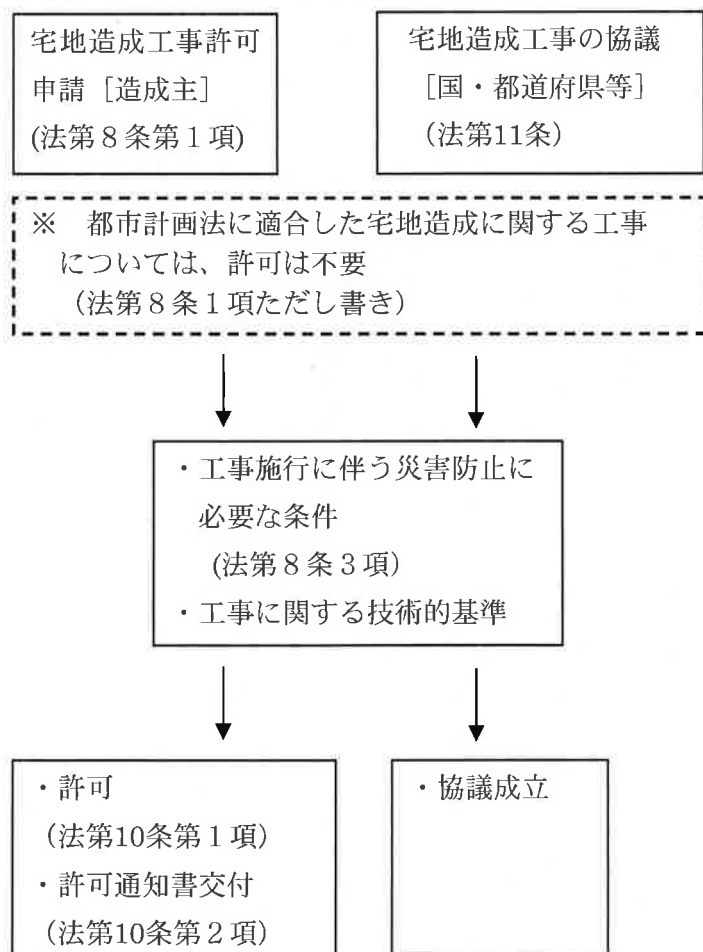 宅地造成工事許可
申請［造成主］
(法第８条第１項)
宅地造成工事の協議
［国・都道府県等］
（法第11条）
※　都市計画法に適合した宅地造成に関する工事
については、許可は不要
（法第８条１項ただし書き）
・工事施行に伴う災害防止に
必要な条件
(法第８条３項）
・工事に関する技術的基準
・許可
（法第10条第１項）
・許可通知書交付
（法第10条第２項）
・協議成立